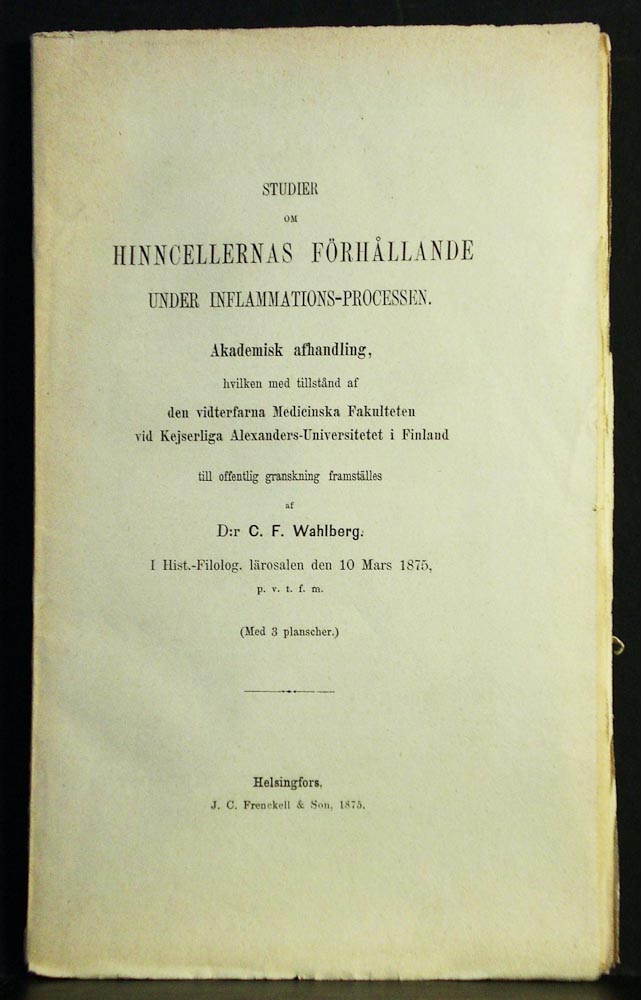 STUDIER
OM
HINNCELLERNAS FÖRHÅLLANDE
UNDER INFLAMMATIONS-PROCESSEN.
Akademisk afhandling,
hvilken med tillstånd af
den vidterfarna Medicinska Fakulteten
vid Kejserliga Alexanders-Universitetet i Finland
till offentlig granskning framställes
af
D:r C. F. Wahlberg.
I Hist.-Filolog. lärosalen den 10 Mars 1875,
p. v. t. f. m.
(Med 3 planscher.)
Helsingfors,
J. C. Frenckell & Son, 1875.